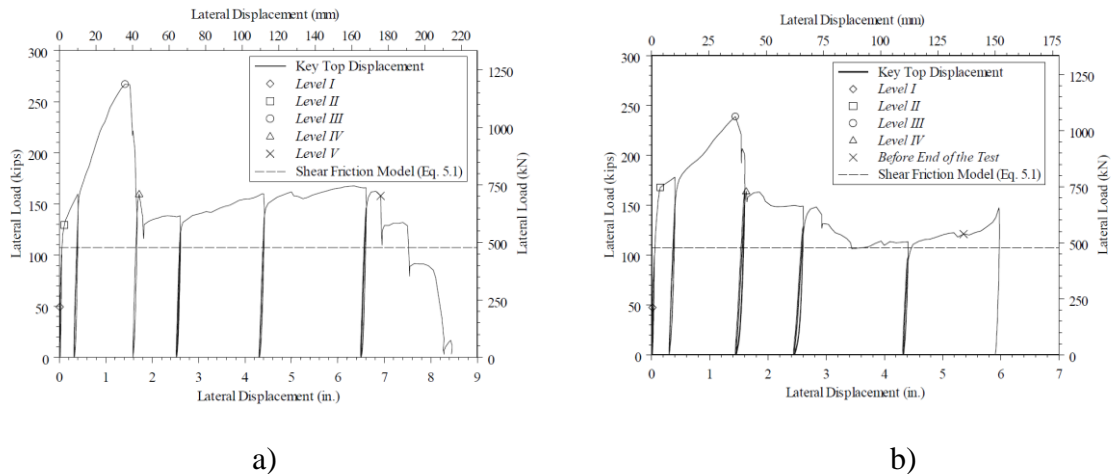 Lateral Displacement (mm)
0 20 40 60 80 100 120 140 160 180 200 220
300
250
200
150
100
50
0
Lateral Load (kips)
Key Top Displacement
Level I
Level II
Level III
Level IV
Level V
Shear Friction Model (Eq. 5.1)
1250
1000
750
500
250
0
Lateral Load (kN)
0 1 2 3 4 5 6 7 8 9
Lateral Displacement (in.)
a)
Lateral Displacement (mm)
0 25 50 75 100 125 150 175
300
250
200
150
100
50
0
Lateral Load (kips)
Key Top Displacement
Level I
Level II
Level III
Level IV
Before End of the Test
Shear Friction Model (Eq. 5.1)
1250
1000
750
500
250
0
Lateral Load (kN)
0 1 2 3 4 5 6 7
Lateral Displacement (in.)
b)